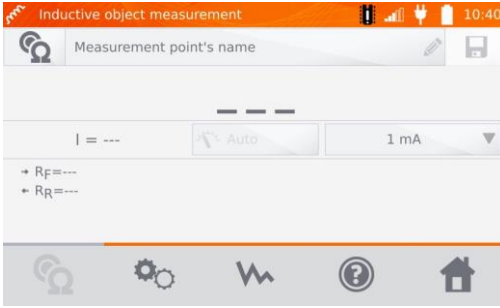 Inductive object measurement 10:40
Measurement point's name
---
I = --- Auto 1 mA
→ RF=---
← RR=---